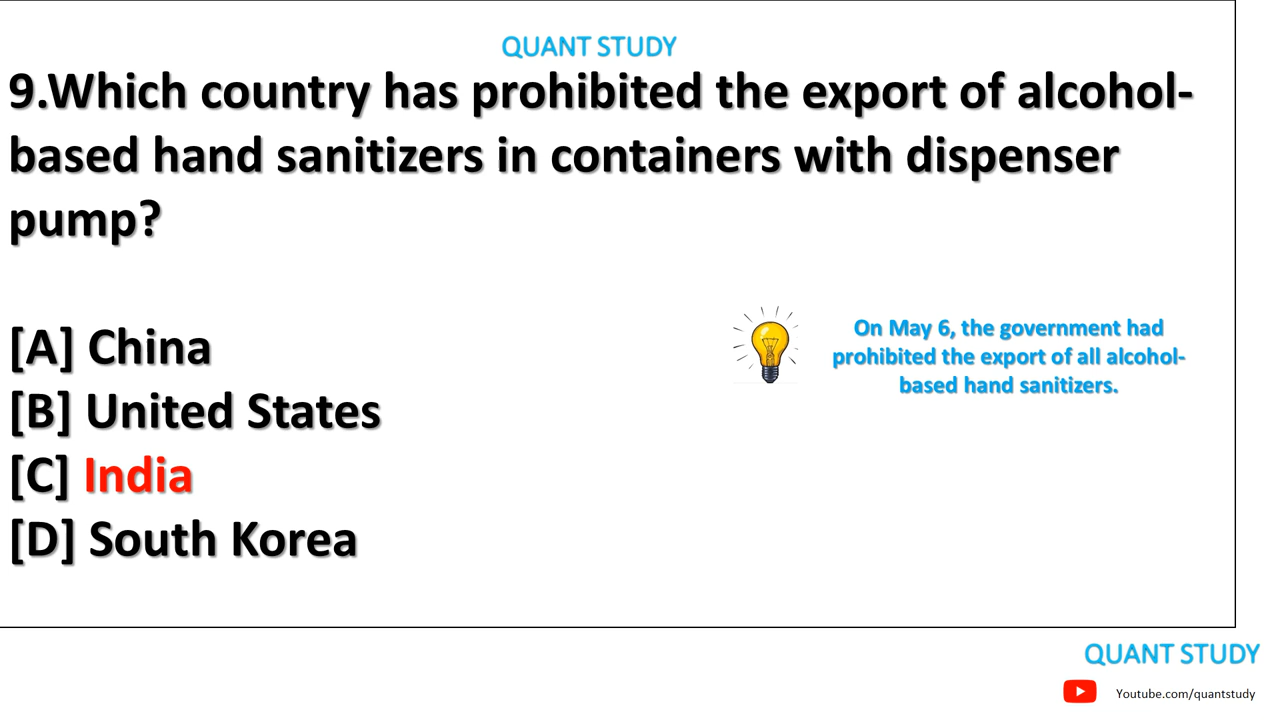 QUANT STUDY
9.Which country has prohibited the export of alcohol-
based hand sanitizers in containers with dispenser
pump?
[A] China
[B] United States
[C] India
[D] South Korea
On May 6, the government had
prohibited the export of all alcohol-
based hand sanitizers.
QUANT STUDY
Youtube.com/quantstudy